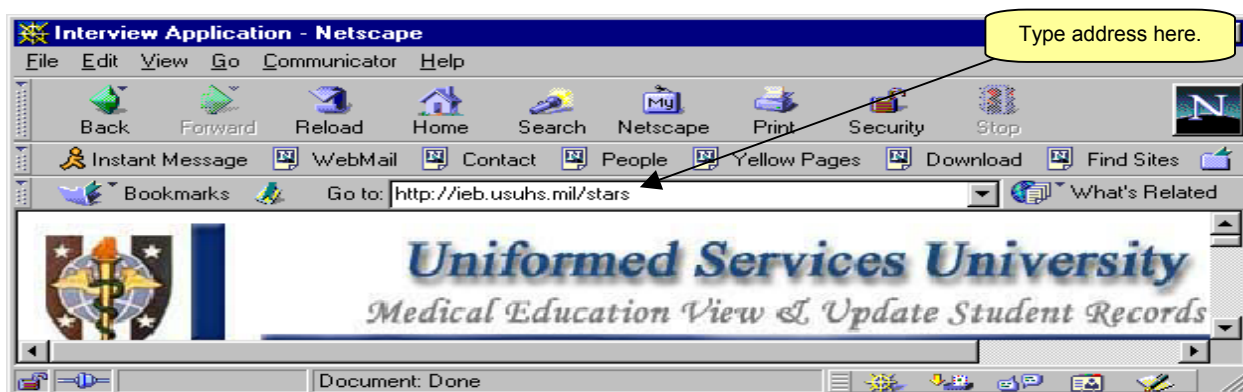 Interview Application - Netscape
Type address here.
File Edit View Go Communicator Help
Back Forward Reload Home Search Netscape Print Security Stop
My
N
Instant Message WebMail Contact People Yellow Pages Download Find Sites
Bookmarks Go to: http://ieb.usuhs.mil/stars What's Related
Uniformed Services University
Medical Education View & Update Student Records
Document: Done